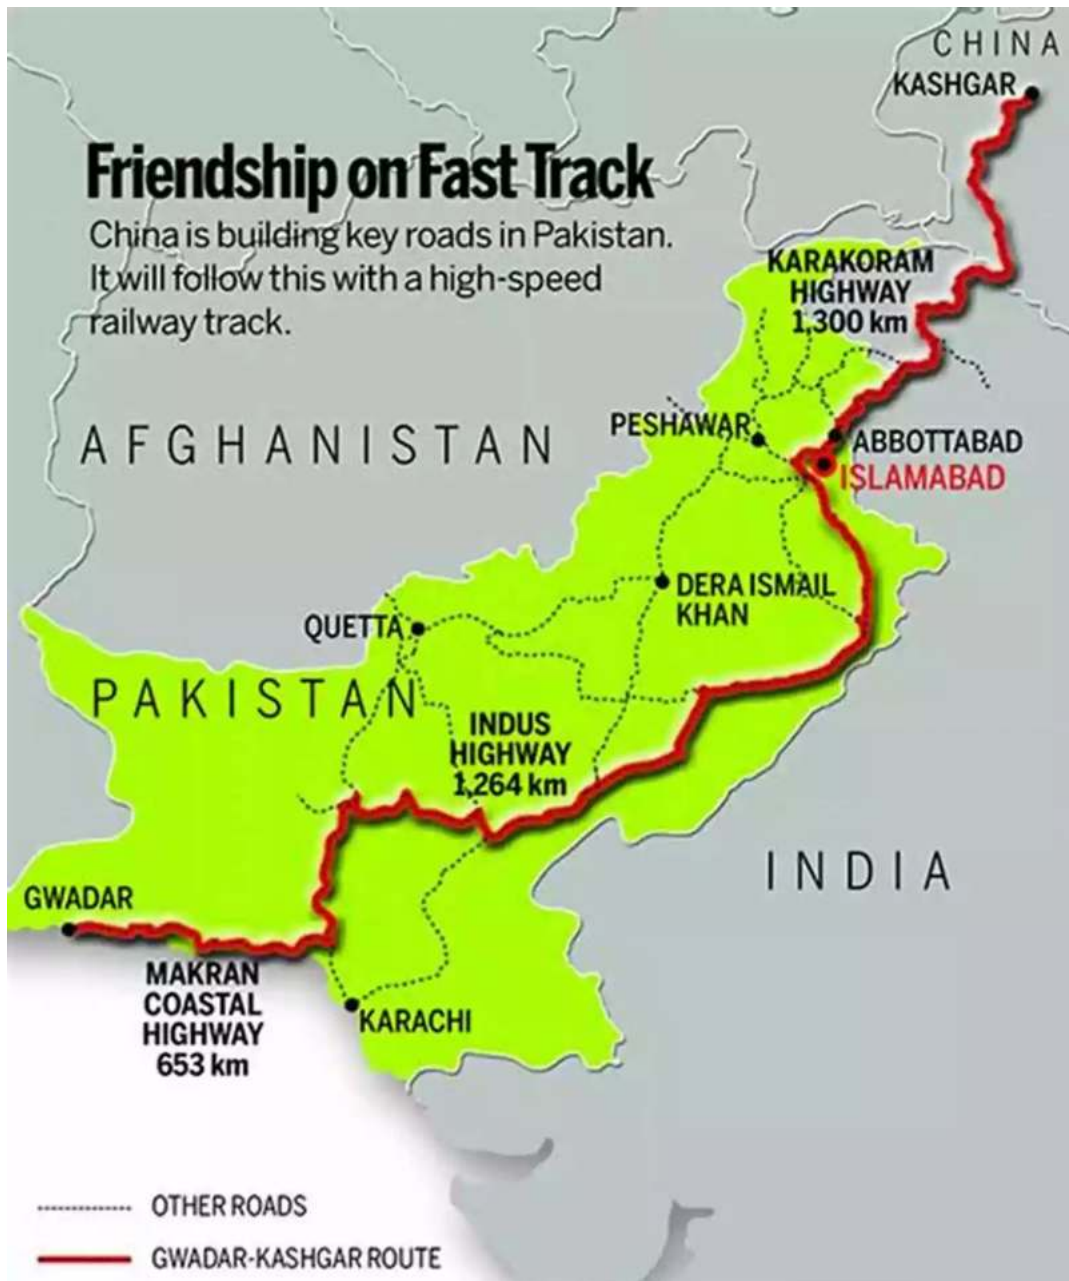 CHINA
KASHGAR
Friendship on Fast Track
China is building key roads in Pakistan.
It will follow this with a high-speed
railway track.
KARAKORAM
HIGHWAY
1,300 km
AFGHANISTAN
PESHAWAR
ABBOTTABAD
ISLAMABAD
DERA ISMAIL
KHAN
QUETTA
PAKISTAN
INDUS
HIGHWAY
1,264 km
INDIA
GWADAR
MAKRAN
COASTAL
HIGHWAY
653 km
KARACHI
OTHER ROADS
GWADAR-KASHGAR ROUTE